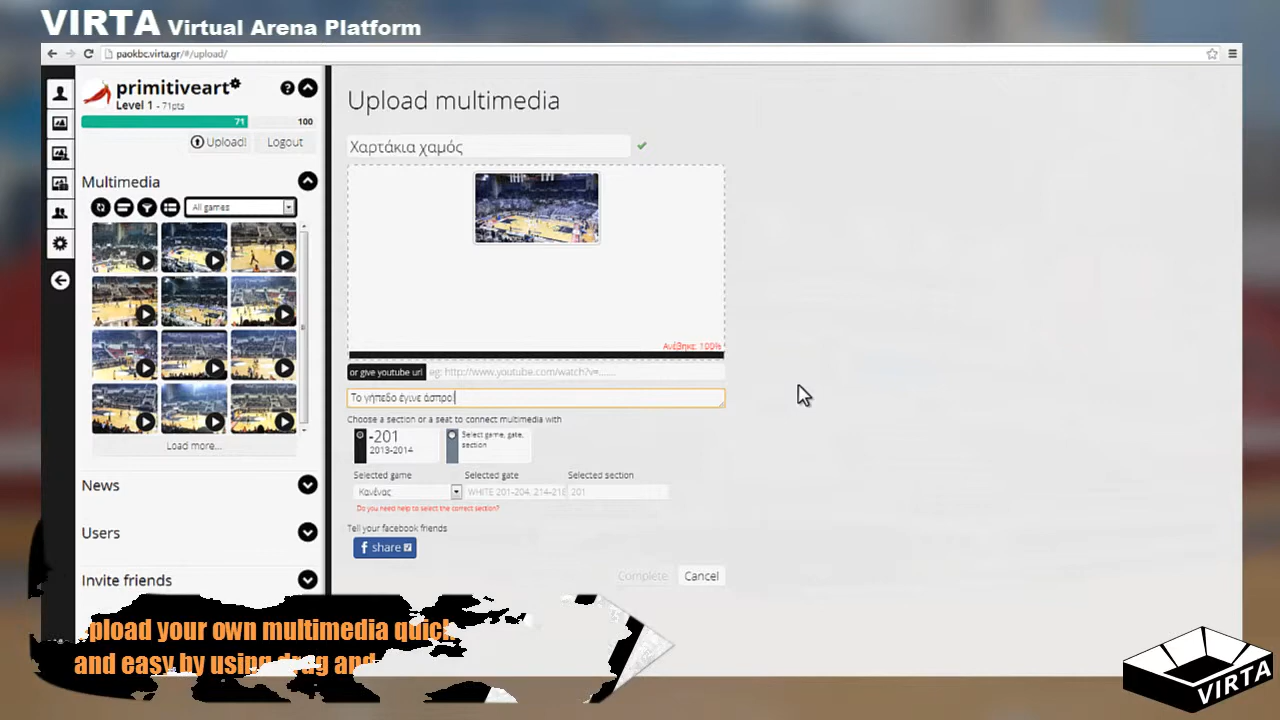 VIRTA Virtual Arena Platform
paokbc.virta.gr/#/upload/
primitiveart
Level 1 - 71pts
71
100
Upload!
Logout
Multimedia
All games
Load more...
News
Users
Invite friends
Upload multimedia
Χαρτάκια χαμός
Ανέβηκε: 100%
or give youtube url
eg: http://www.youtube.com/watch?v=......
Το γήπεδο έγινε άσπρο!
Choose a section or a seat to connect multimedia with
-201
2013-2014
Select game, gate,
section
Selected game
Selected gate
Selected section
Κανένας
WHITE 201-204, 214-216
201
Do you need help to select the correct section?
Tell your facebook friends
f share
Complete
Cancel
pload your own multimedia quick
and easy by using drag and
VIRTA